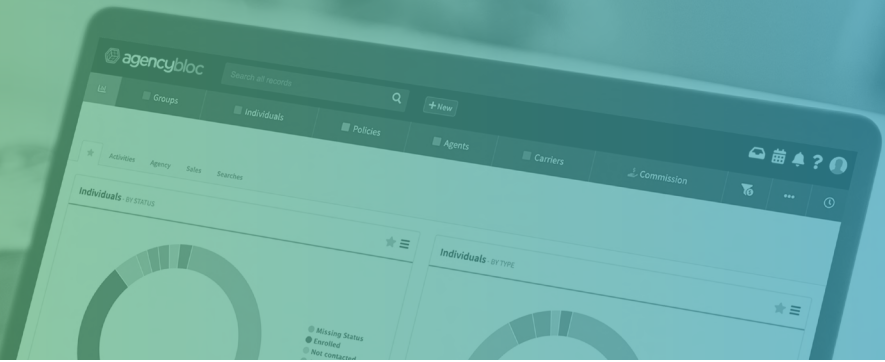 agencybloc
Search all records
+ New
Groups
Individuals
Policies
Agents
Carriers
Commission
Activities
Agency
Sales
Searches
Individuals - BY STATUS
Missing Status
Enrolled
Not contacted
Individuals - BY TYPE